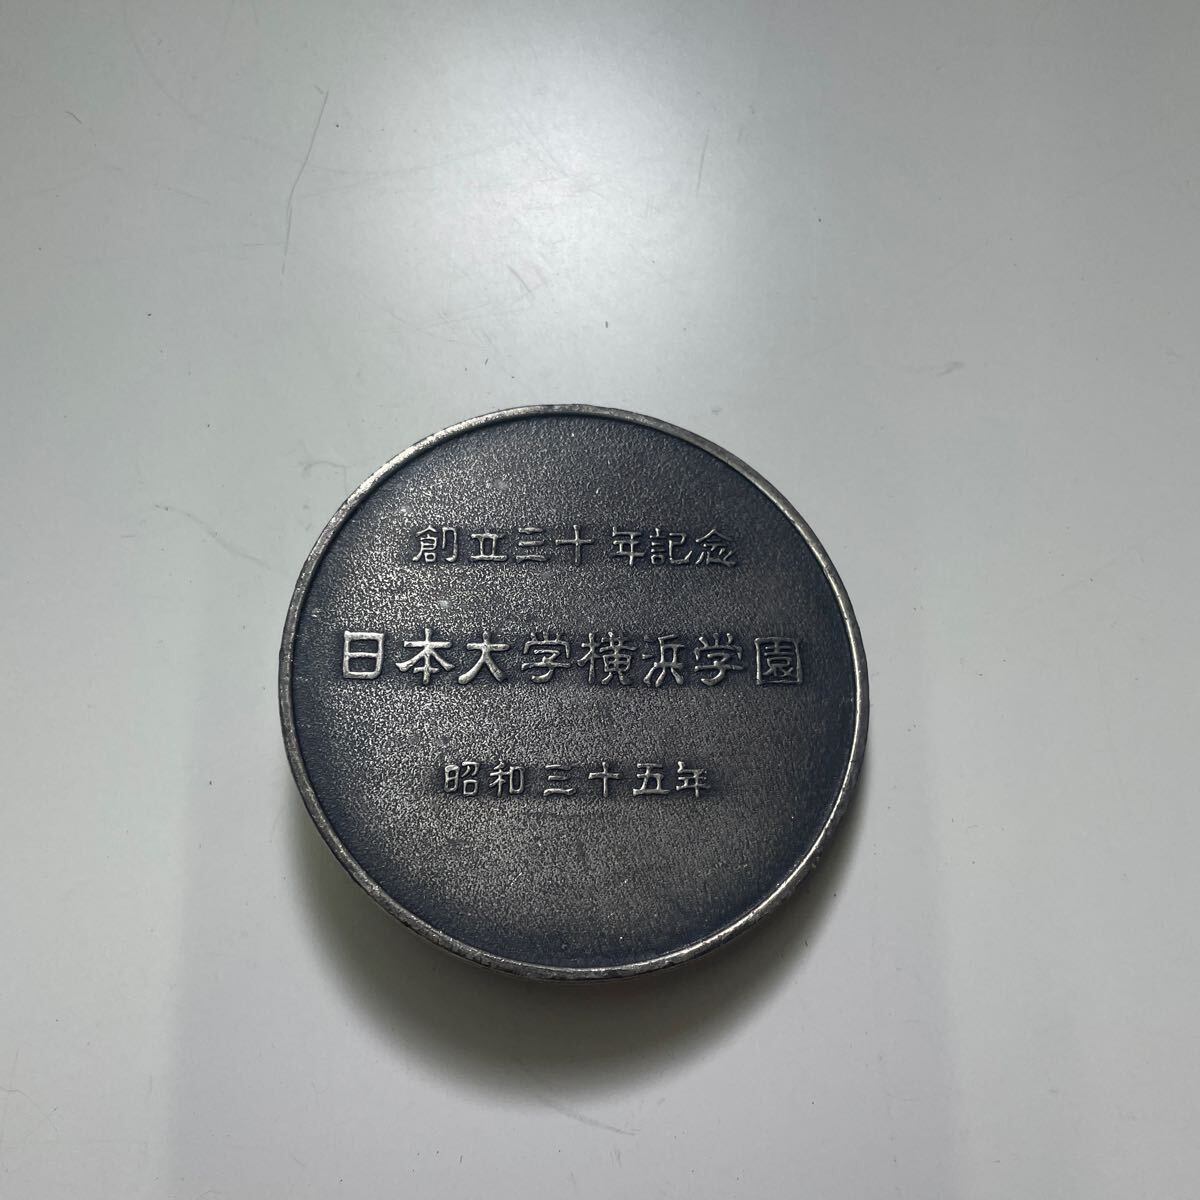 創立三十年記念
日本大学横浜学園
昭和三十五年